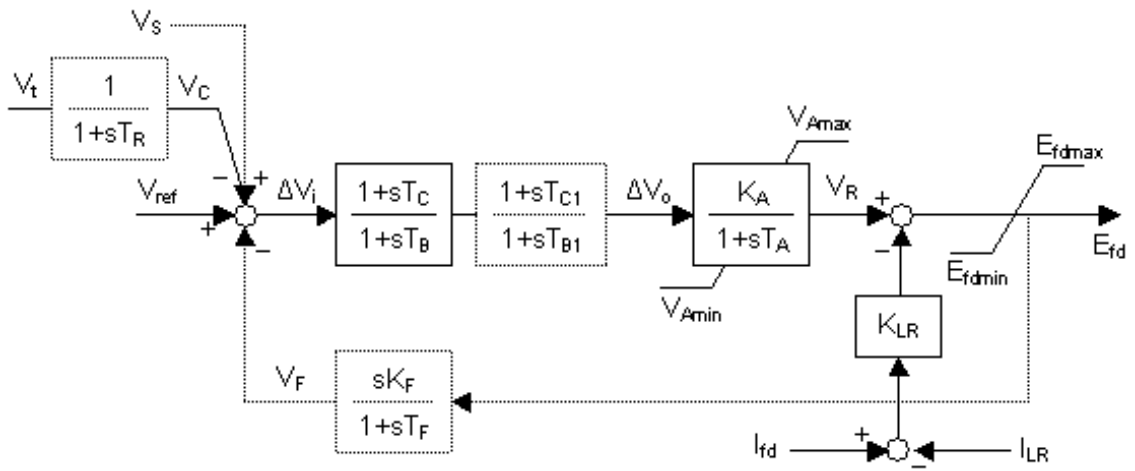 V_S
V_t
1
1+sT_R
V_C
− +
V_ref
+
−
ΔV_i
1+sT_C
1+sT_B
1+sT_C1
1+sT_B1
ΔV_o
V_Amax
K_A
1+sT_A
V_Amin
V_R
+
−
E_fdmax
E_fdmin
E_fd
K_LR
V_F
sK_F
1+sT_F
I_fd
+
−
I_LR